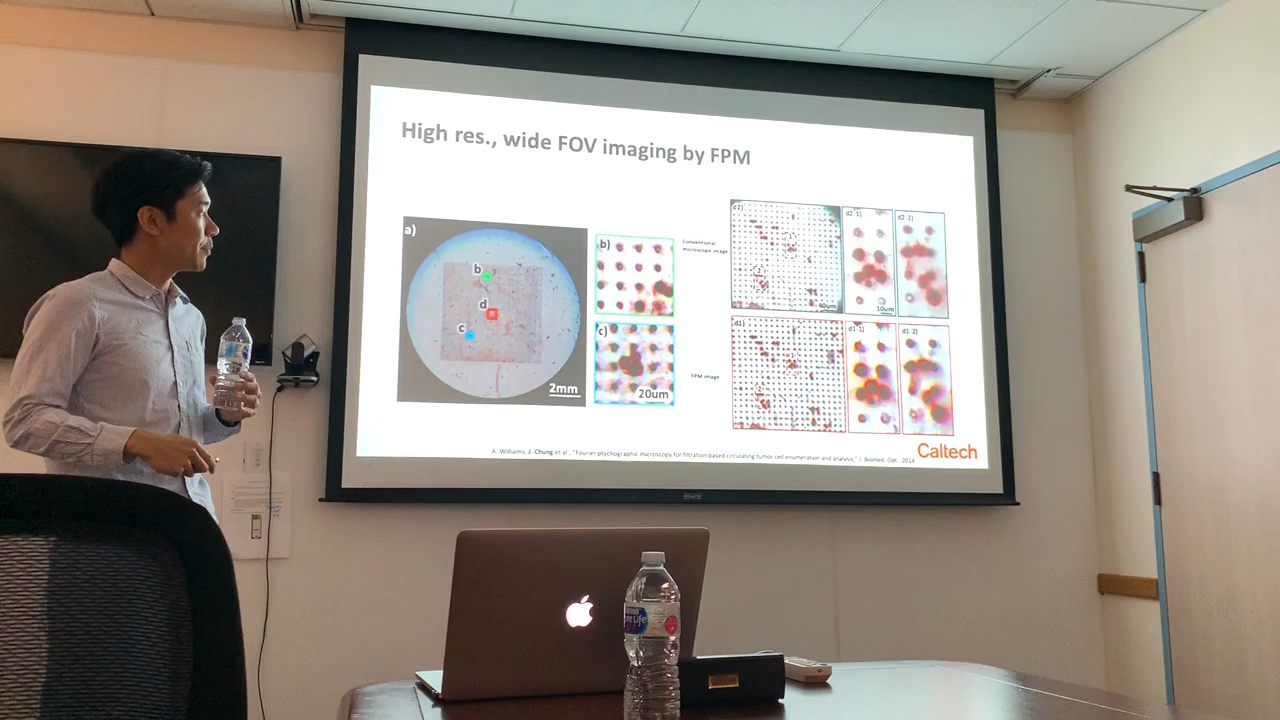 High res., wide FOV imaging by FPM
a)
b
d
c
2mm
b)
c)
20um
Conventional
microscope image
FPM image
d2)
d2 1)
d2 2)
10um
d1)
d1 1)
d1 2)
A. Williams, J. Chung et al., "Fourier ptychographic microscopy for filtration-based circulating tumor cell enumeration and analysis," J. Biomed. Opt., 2014
Caltech